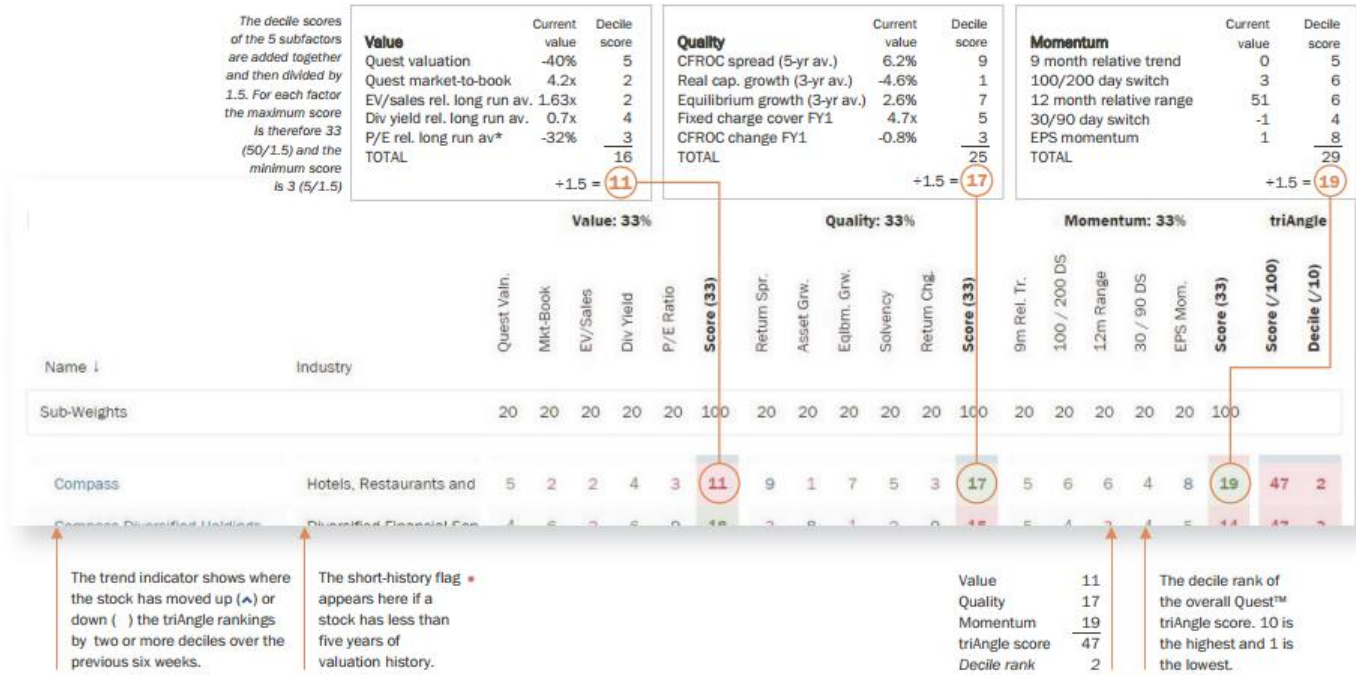 The decile scores
of the 5 subfactors
are added together
and then divided by
1.5. For each factor
the maximum score
is therefore 33
(50/1.5) and the
minimum score
is 3 (5/1.5)
Current Decile
Value value score
Quest valuation -40% 5
Quest market-to-book 4.2x 2
EV/sales rel. long run av. 1.63x 2
Div yield rel. long run av. 0.7x 4
P/E rel. long run av* -32% 3
TOTAL 16
÷1.5 = 11
Current Decile
Quality value score
CFROC spread (5-yr av.) 6.2% 9
Real cap. growth (3-yr av.) -4.6% 1
Equilibrium growth (3-yr av.) 2.6% 7
Fixed charge cover FY1 4.7x 5
CFROC change FY1 -0.8% 3
TOTAL 25
÷1.5 = 17
Current Decile
Momentum value score
9 month relative trend 0 5
100/200 day switch 3 6
12 month relative range 51 6
30/90 day switch -1 4
EPS momentum 1 8
TOTAL 29
÷1.5 = 19
Value: 33% Quality: 33% Momentum: 33% triAngle
Name ↓ Industry Quest Valn. Mkt-Book EV/Sales Div Yield P/E Ratio Score (33) Return Spr. Asset Grw. Eqlbm. Grw. Solvency Return Chg. Score (33) 9m Rel. Tr. 100 / 200 DS 12m Range 30 / 90 DS EPS Mom. Score (33) Score (/100) Decile (/10)
Sub-Weights 20 20 20 20 20 100 20 20 20 20 20 100 20 20 20 20 20 100
Compass Hotels, Restaurants and 5 2 2 4 3 11 9 1 7 5 3 17 5 6 6 4 8 19 47 2
Compass Diversified Holdings Diversified Financial Ser
The trend indicator shows where
the stock has moved up (^) or
down ( ) the triAngle rankings
by two or more deciles over the
previous six weeks.
The short-history flag •
appears here if a
stock has less than
five years of
valuation history.
Value 11
Quality 17
Momentum 19
triAngle score 47
Decile rank 2
The decile rank of
the overall Quest™
triAngle score. 10 is
the highest and 1 is
the lowest.